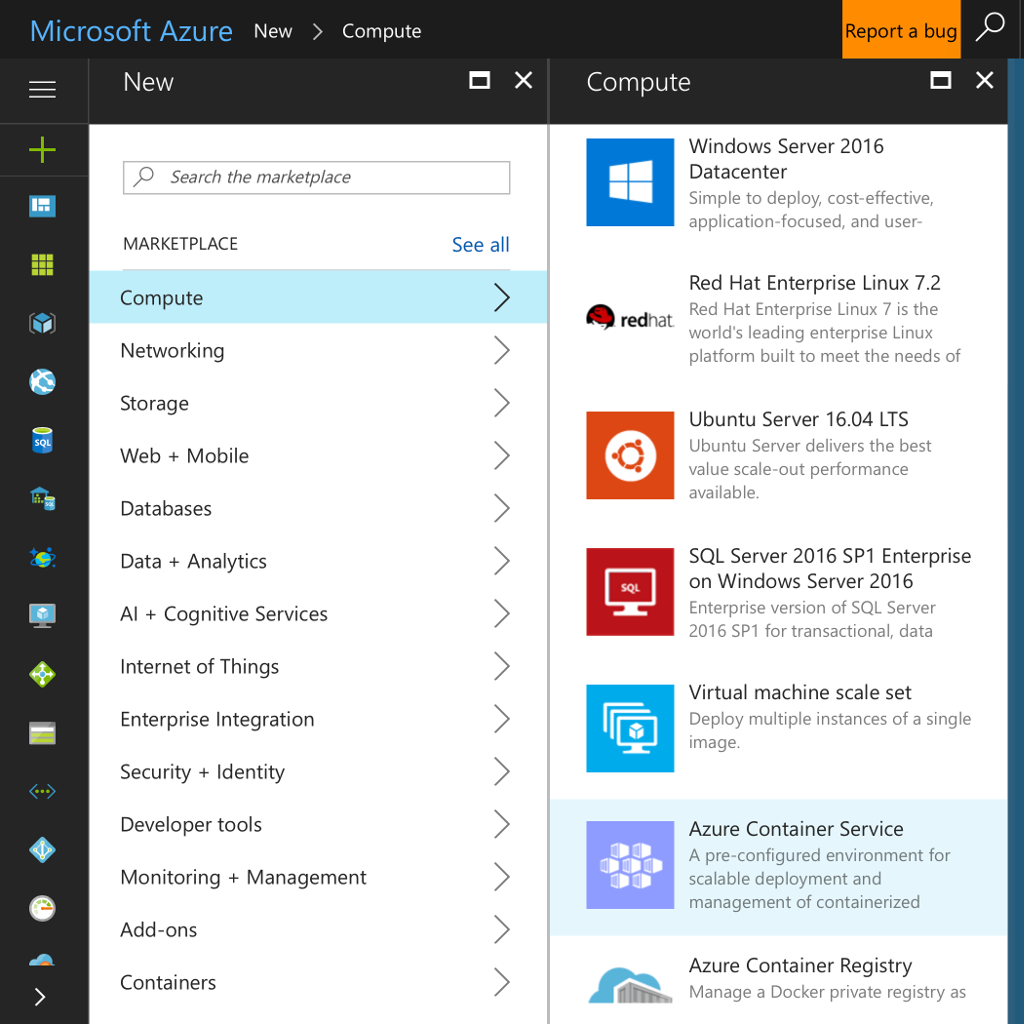 Microsoft Azure New > Compute Report a bug
New
Search the marketplace
MARKETPLACE See all
Compute
Networking
Storage
Web + Mobile
Databases
Data + Analytics
AI + Cognitive Services
Internet of Things
Enterprise Integration
Security + Identity
Developer tools
Monitoring + Management
Add-ons
Containers
SQL
Compute
Windows Server 2016
Datacenter
Simple to deploy, cost-effective,
application-focused, and user-
redhat.
Red Hat Enterprise Linux 7.2
Red Hat Enterprise Linux 7 is the
world's leading enterprise Linux
platform built to meet the needs of
Ubuntu Server 16.04 LTS
Ubuntu Server delivers the best
value scale-out performance
available.
SQL
SQL Server 2016 SP1 Enterprise
on Windows Server 2016
Enterprise version of SQL Server
2016 SP1 for transactional, data
Virtual machine scale set
Deploy multiple instances of a single
image.
Azure Container Service
A pre-configured environment for
scalable deployment and
management of containerized
Azure Container Registry
Manage a Docker private registry as